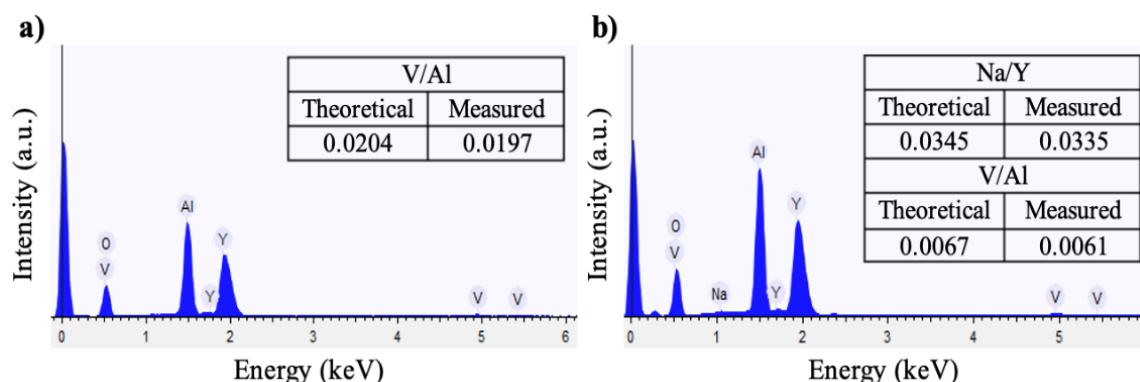 a)
V/Al
Theoretical Measured
0.0204 0.0197
Intensity (a.u.)
O
V
Al
Y
Y
V
V
0 1 2 3 4 5 6
Energy (keV)
b)
Na/Y
Theoretical Measured
0.0345 0.0335
V/Al
Theoretical Measured
0.0067 0.0061
Intensity (a.u.)
O
V
Na
Al
Y
Y
V
V
0 1 2 3 4 5
Energy (keV)